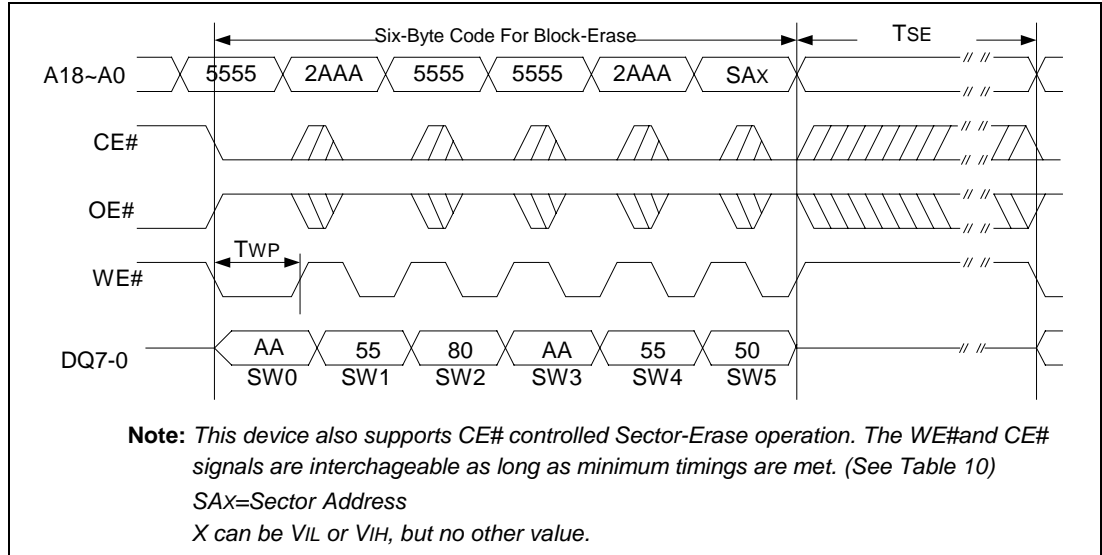 Six-Byte Code For Block-Erase TSE
A18~A0 5555 2AAA 5555 5555 2AAA SAX
CE#
OE#
TWP
WE#
DQ7-0 AA 55 80 AA 55 50
SW0 SW1 SW2 SW3 SW4 SW5
Note: This device also supports CE# controlled Sector-Erase operation. The WE#and CE#
signals are interchageable as long as minimum timings are met. (See Table 10)
SAX=Sector Address
X can be VIL or VIH, but no other value.